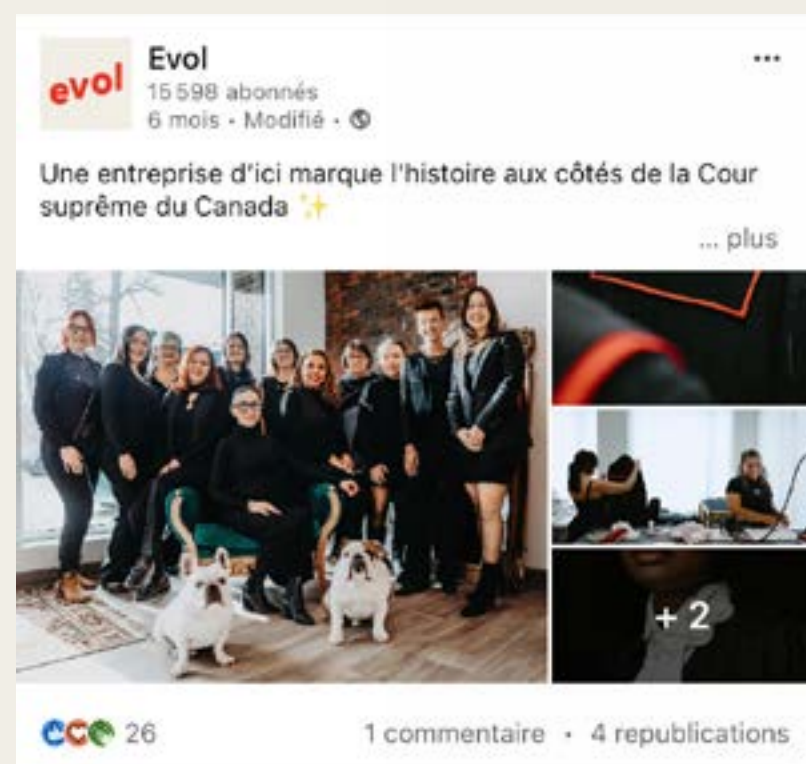 evol
Evol
15 598 abonnés
6 mois • Modifié •
...
Une entreprise d'ici marque l'histoire aux côtés de la Cour
suprême du Canada ✨
... plus
+ 2
26
1 commentaire • 4 republications